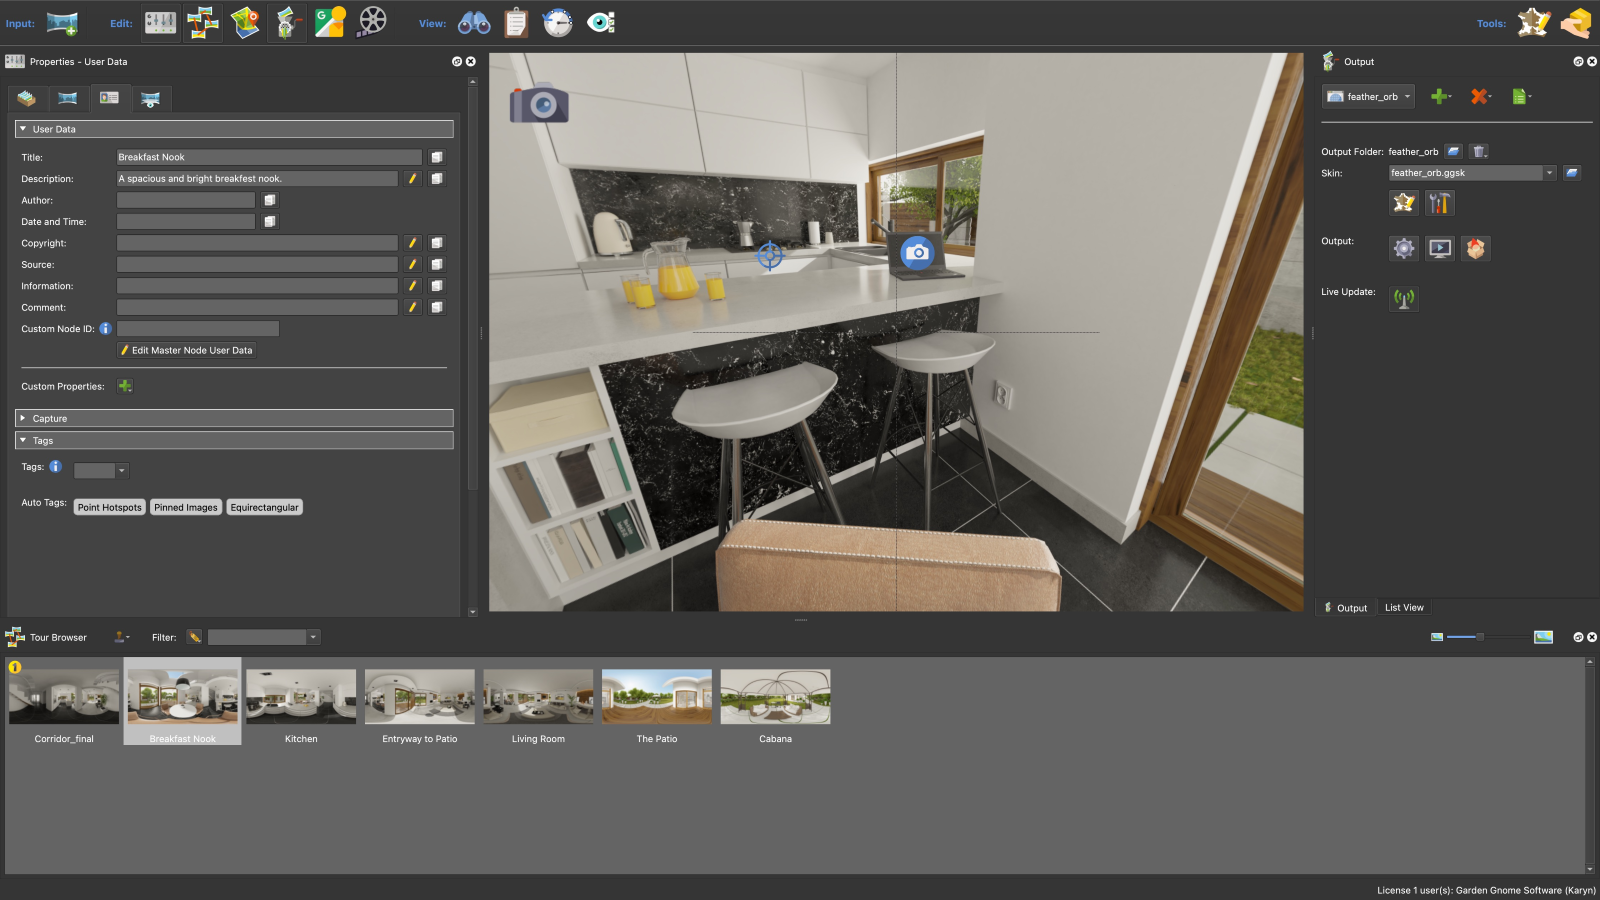 Input:
Edit:
View:
Tools:
Properties - User Data
User Data
Title:
Breakfast Nook
Description:
A spacious and bright breakfest nook.
Author:
Date and Time:
Copyright:
Source:
Information:
Comment:
Custom Node ID:
Edit Master Node User Data
Custom Properties:
Capture
Tags
Tags:
Auto Tags:
Point Hotspots
Pinned Images
Equirectangular
Output
feather_orb
Output Folder: feather_orb
Skin:
feather_orb.ggsk
Output:
Live Update:
Output
List View
Tour Browser
Filter:
Corridor_final
Breakfast Nook
Kitchen
Entryway to Patio
Living Room
The Patio
Cabana
License 1 user(s): Garden Gnome Software (Karyn)